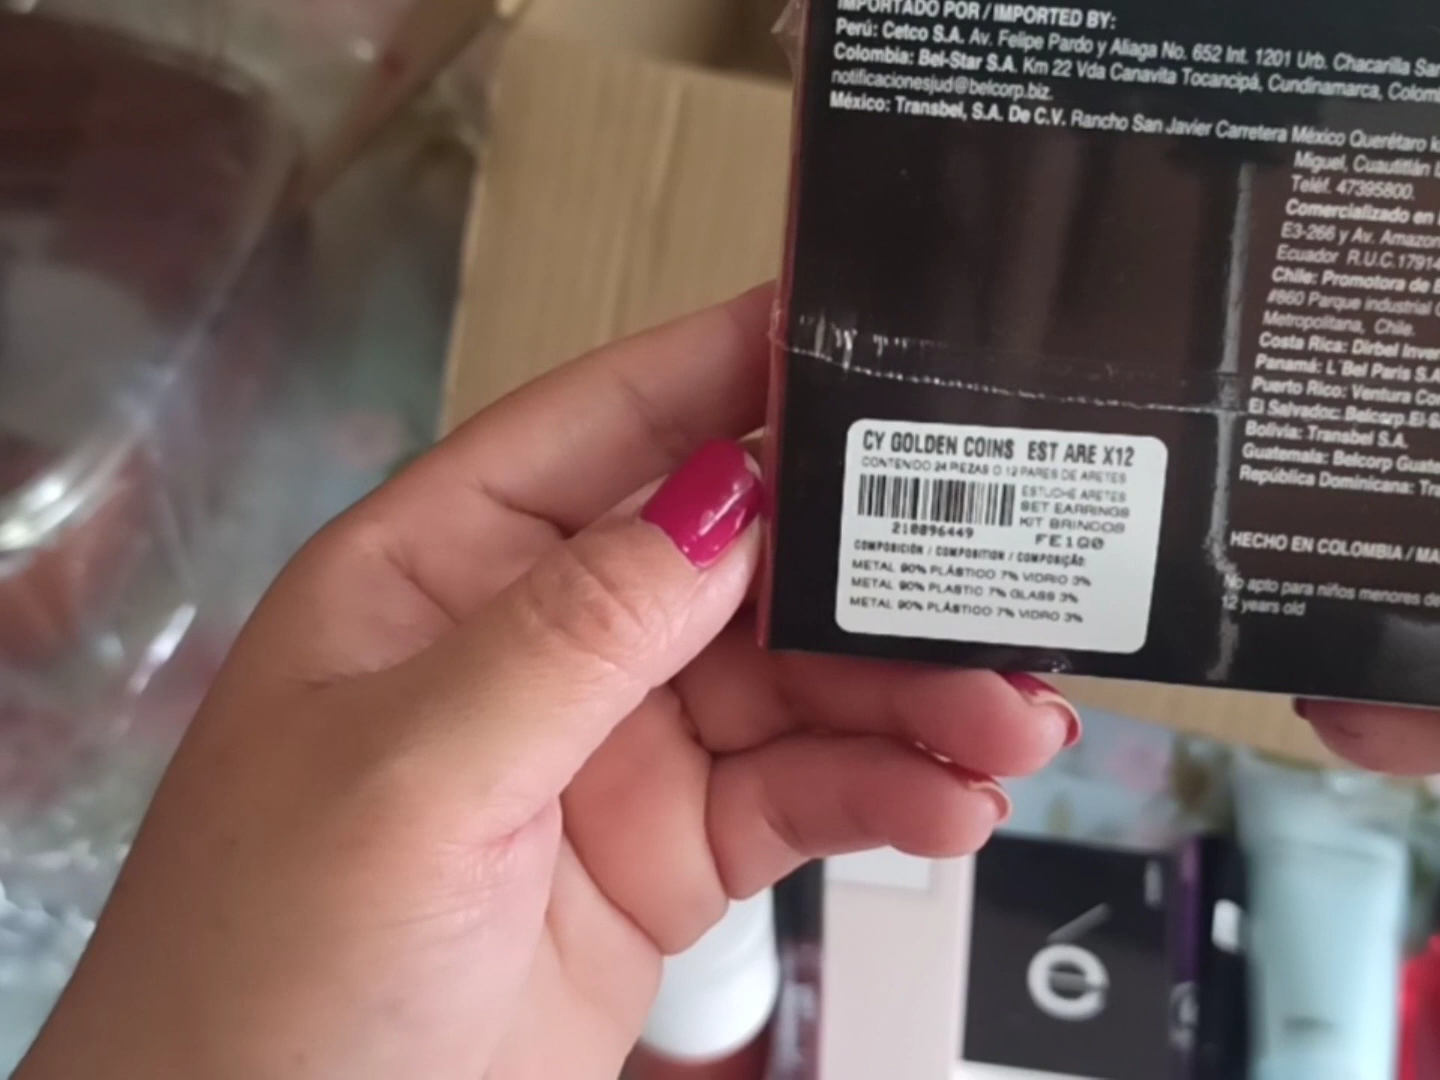 IMPORTADO POR / IMPORTED BY:
Perú: Cetco S.A. Av. Felipe Pardo y Aliaga No. 652 Int. 1201 Urb. Chacarilla
Colombia: Bel-Star S.A. Km 22 Vda Canavita Tocancipá, Cundinamarca,
notificacionesjud@belcorp.biz.
México: Transbel, S.A. De C.V. Rancho San Javier Carretera México Querétaro
Miguel, Cuautitlán
Teléf. 47395800.
Comercializado en
E3-266 y Av.
Ecuador R.U.C.
Chile: Promotora de
#860 Parque industrial
Metropolitana, Chile.
Costa Rica: Dirbel
Panamá: L´Bel Paris S.A
Puerto Rico: Ventura
El Salvador: Belcorp
Bolivia: Transbel S.A.
Guatemala: Belcorp
República Dominicana:
HECHO EN COLOMBIA /
No apto para niños menores de
12 years old
CY GOLDEN COINS EST ARE X12
CONTENIDO 24 PIEZAS O 12 PARES DE ARETES
ESTUCHE ARETES
SET EARRINGS
KIT BRINCOS
210096449
FE1Q0
COMPOSICIÓN / COMPOSITION / COMPOSIÇÃO:
METAL 90% PLÁSTICO 7% VIDRIO 3%
METAL 90% PLASTIC 7% GLASS 3%
METAL 90% PLÁSTICO 7% VIDRO 3%
é